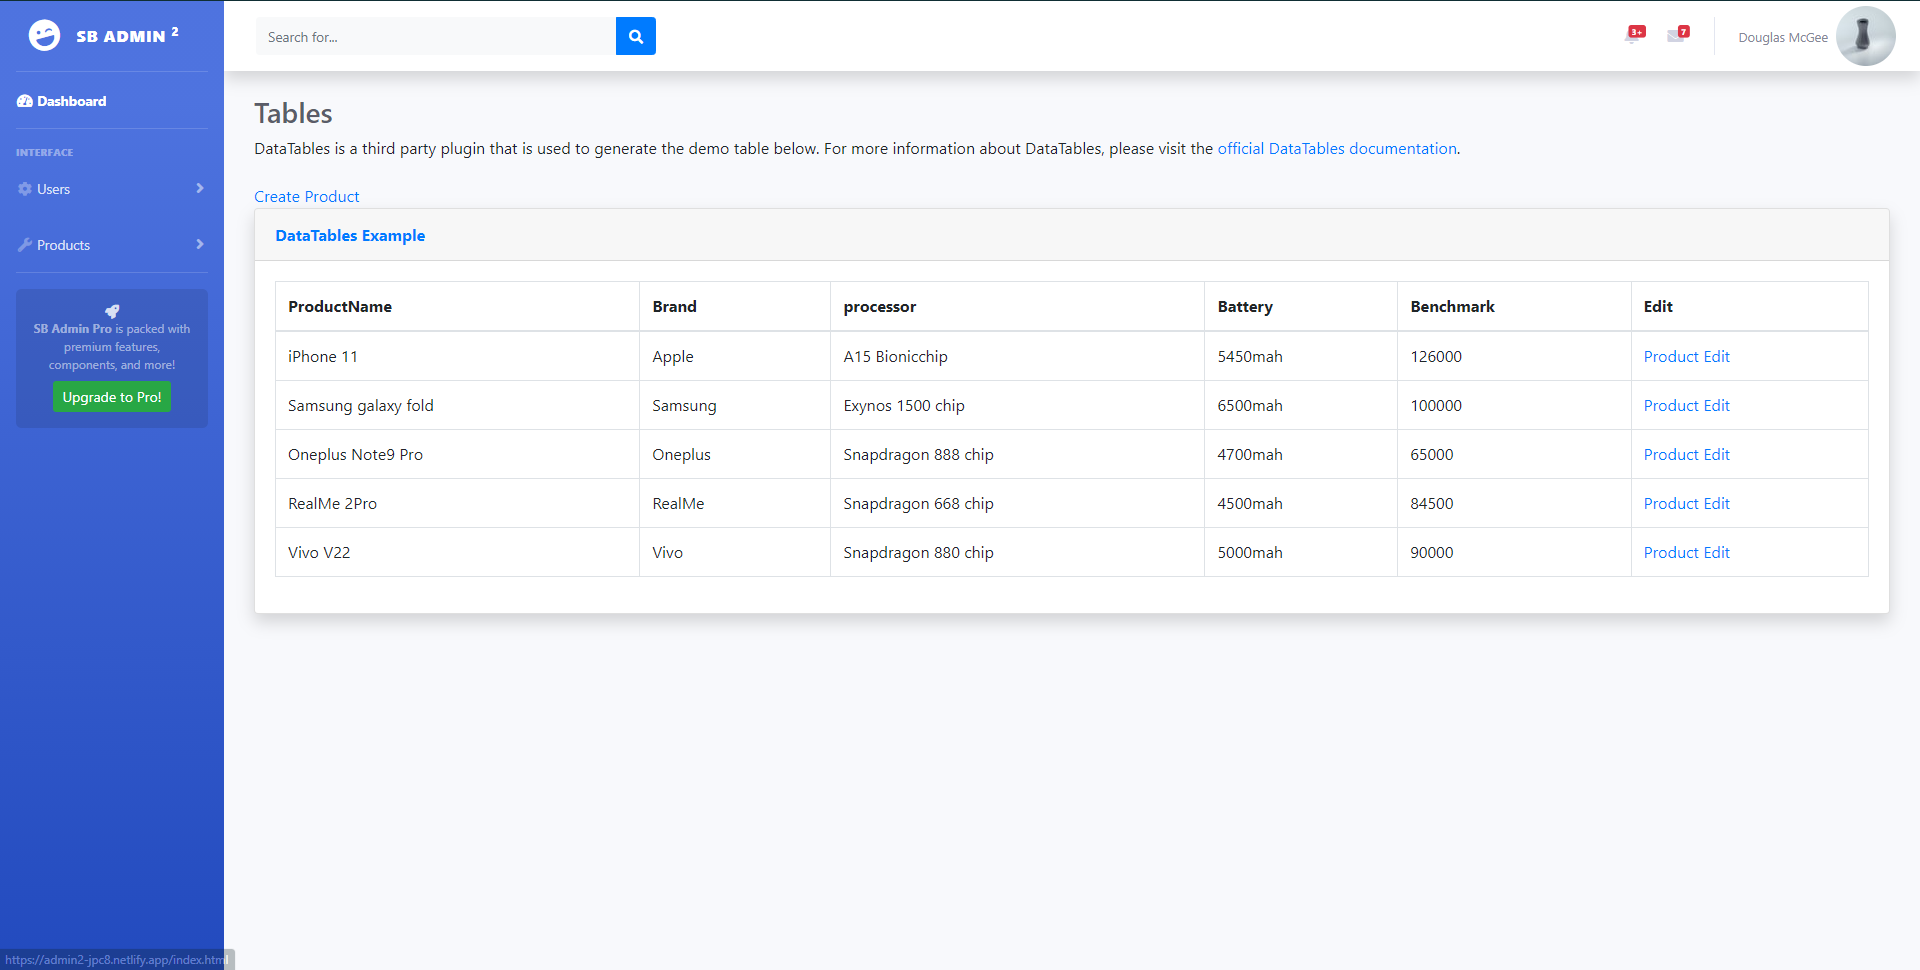 SB ADMIN 2
Search for...
3+
7
Douglas McGee
Dashboard
INTERFACE
Users
Products
SB Admin Pro is packed with
premium features,
components, and more!
Upgrade to Pro!
Tables
DataTables is a third party plugin that is used to generate the demo table below. For more information about DataTables, please visit the official DataTables documentation.
Create Product
DataTables Example
ProductName Brand processor Battery Benchmark Edit
iPhone 11 Apple A15 Bionicchip 5450mah 126000 Product Edit
Samsung galaxy fold Samsung Exynos 1500 chip 6500mah 100000 Product Edit
Oneplus Note9 Pro Oneplus Snapdragon 888 chip 4700mah 65000 Product Edit
RealMe 2Pro RealMe Snapdragon 668 chip 4500mah 84500 Product Edit
Vivo V22 Vivo Snapdragon 880 chip 5000mah 90000 Product Edit
https://admin2-jpc8.netlify.app/index.html